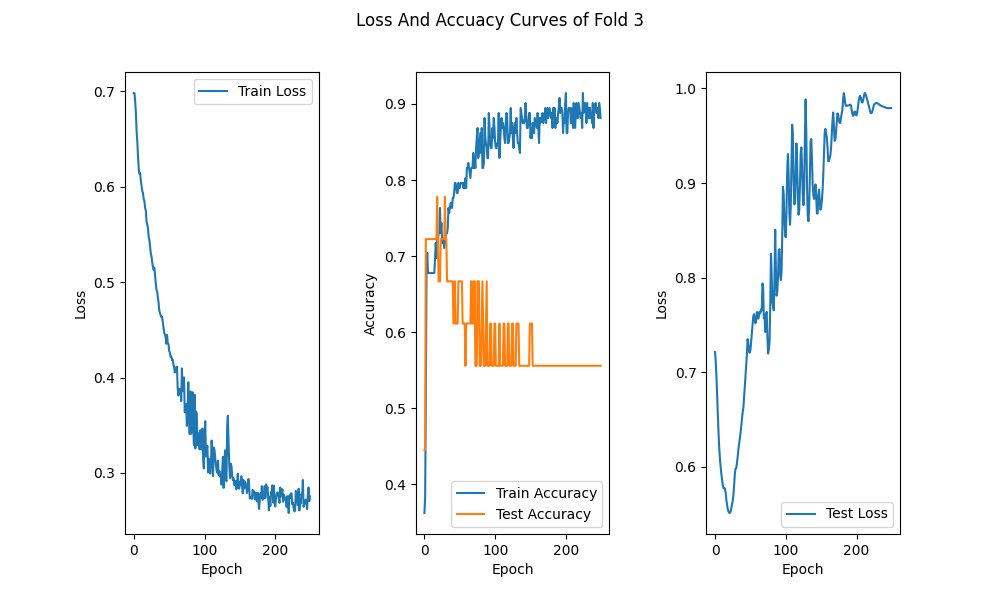 Loss And Accuacy Curves of Fold 3
0.7
0.6
0.5
0.4
0.3
Loss
Train Loss
0 100 200
Epoch
0.9
0.8
0.7
0.6
0.5
0.4
Accuracy
Train Accuracy
Test Accuracy
0 100 200
Epoch
1.0
0.9
0.8
0.7
0.6
Loss
Test Loss
0 100 200
Epoch